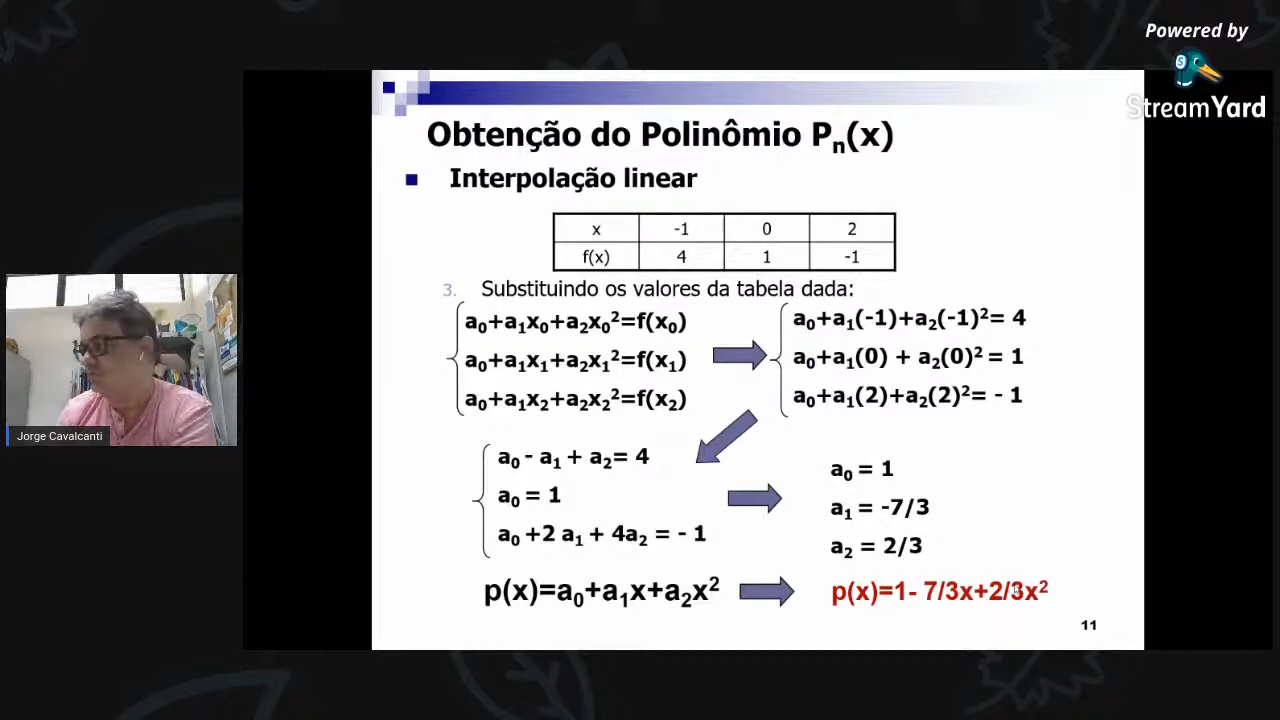 Powered by
StreamYard
Obtenção do Polinômio Pₙ(x)
Interpolação linear
x -1 0 2
f(x) 4 1 -1
3. Substituindo os valores da tabela dada:
a₀+a₁x₀+a₂x₀²=f(x₀)
a₀+a₁x₁+a₂x₁²=f(x₁)
a₀+a₁x₂+a₂x₂²=f(x₂)
a₀+a₁(-1)+a₂(-1)²= 4
a₀+a₁(0) + a₂(0)² = 1
a₀+a₁(2)+a₂(2)²= - 1
a₀ - a₁ + a₂= 4
a₀ = 1
a₀ +2 a₁ + 4a₂ = - 1
a₀ = 1
a₁ = -7/3
a₂ = 2/3
p(x)=a₀+a₁x+a₂x²
p(x)=1- 7/3x+2/3x²
11
Jorge Cavalcanti